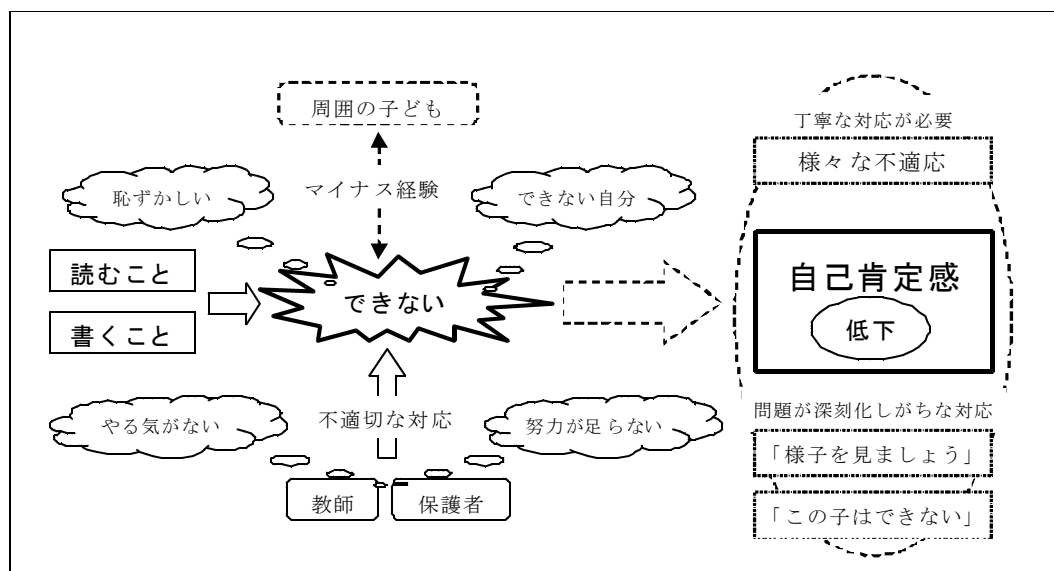 周囲の子ども
恥ずかしい
マイナス経験
できない自分
読むこと
書くこと
できない
不適切な対応
やる気がない
努力が足らない
教師
保護者
丁寧な対応が必要
様々な不適応
自己肯定感
低下
問題が深刻化しがちな対応
「様子を見ましょう」
「この子はできない」